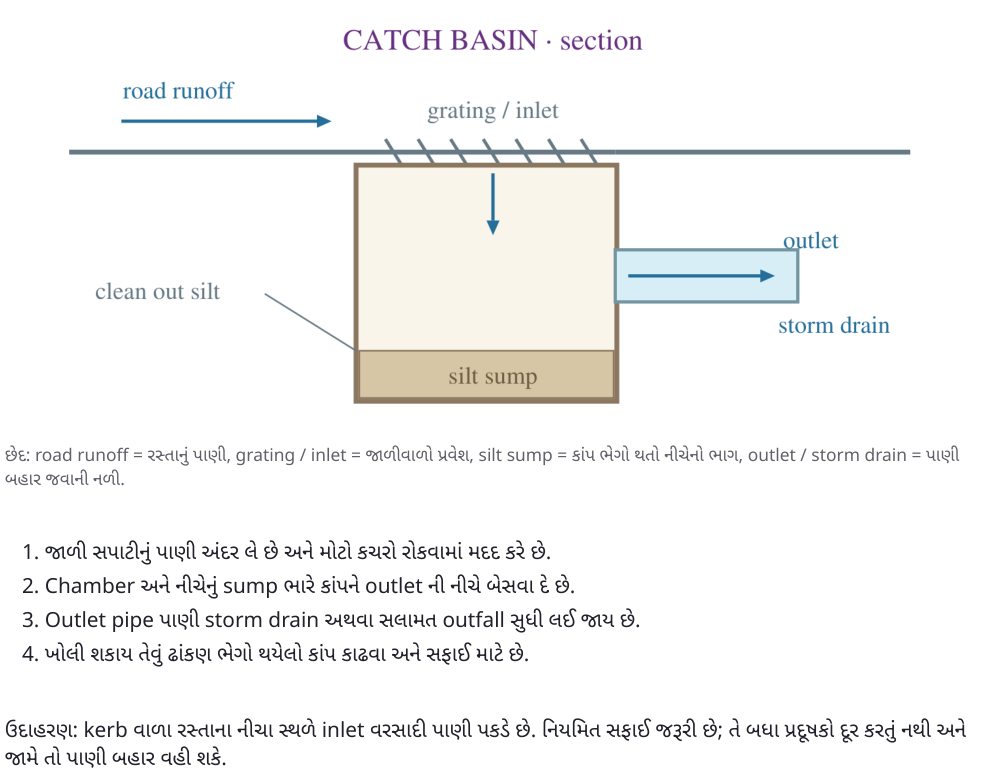 CATCH BASIN · section
road runoff
grating / inlet
outlet
clean out silt
storm drain
silt sump
છેદ: road runoff = રસ્તાનું પાણી, grating / inlet = જાળીવાળો પ્રવેશ, silt sump = કાંપ ભેગો થતો નીચેનો ભાગ, outlet / storm drain = પાણી
બહાર જવાની નળી.
1. જાળી સપાટીનું પાણી અંદર લે છે અને મોટો કચરો રોકવામાં મદદ કરે છે.
2. Chamber અને નીચેનું sump ભારે કાંપને outlet ની નીચે બેસવા દે છે.
3. Outlet pipe પાણી storm drain અથવા સલામત outfall સુધી લઈ જાય છે.
4. ખોલી શકાય તેવું ઢાંકણ ભેગો થયેલો કાંપ કાઢવા અને સફાઈ માટે છે.
ઉદાહરણ: kerb વાળા રસ્તાના નીચા સ્થળે inlet વરસાદી પાણી પકડે છે. નિયમિત સફાઈ જરૂરી છે; તે બધા પ્રદૂષકો દૂર કરતું નથી અને
જામે તો પાણી બહાર વહી શકે.